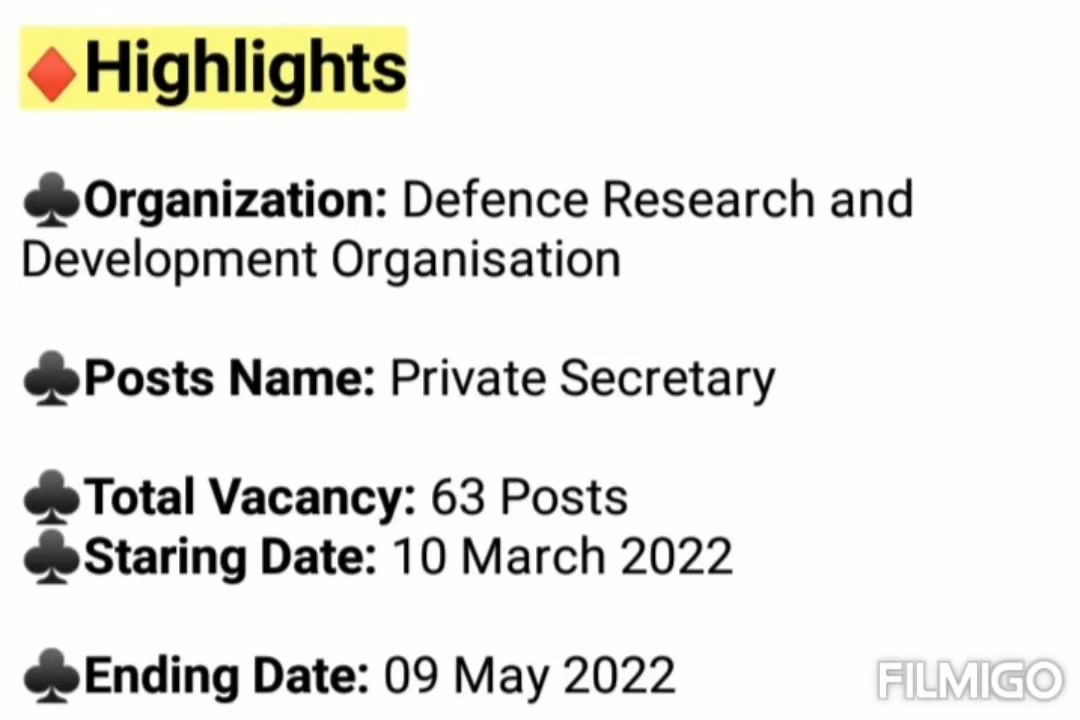 ♦️Highlights
♣️Organization: Defence Research and
Development Organisation
♣️Posts Name: Private Secretary
♣️Total Vacancy: 63 Posts
♣️Staring Date: 10 March 2022
♣️Ending Date: 09 May 2022
FILMIGO